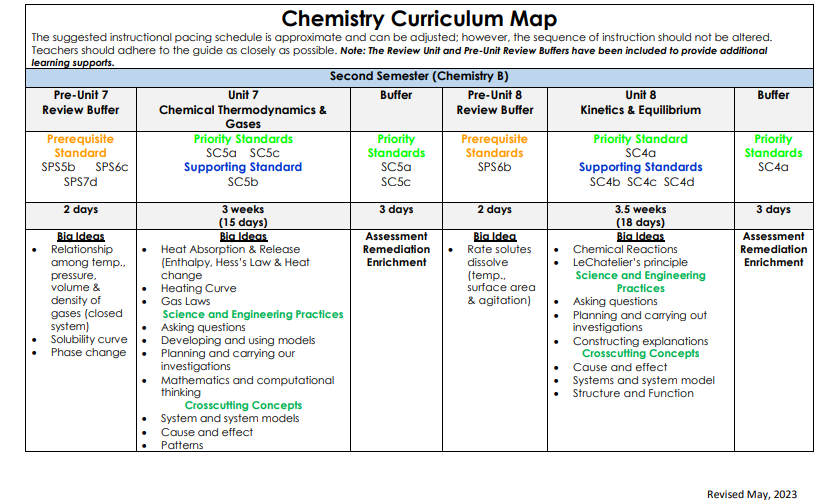 Chemistry Curriculum Map
The suggested instructional pacing schedule is approximate and can be adjusted; however, the sequence of instruction should not be altered.
Teachers should adhere to the guide as closely as possible. Note: The Review Unit and Pre-Unit Review Buffers have been included to provide additional
learning supports.
Second Semester (Chemistry B)
Pre-Unit 7
Review Buffer
Unit 7
Chemical Thermodynamics &
Gases
Buffer
Pre-Unit 8
Review Buffer
Unit 8
Kinetics & Equilibrium
Buffer
Prerequisite
Standard
SPS5b SPS6c
SPS7d
Priority Standards
SC5a SC5c
Supporting Standard
SC5b
Priority
Standards
SC5a
SC5c
Prerequisite
Standards
SPS6b
Priority Standard
SC4a
Supporting Standards
SC4b SC4c SC4d
Priority
Standards
SC4a
2 days
3 weeks
(15 days)
3 days
2 days
3.5 weeks
(18 days)
3 days
Big Ideas
• Relationship
among temp.,
pressure,
volume &
density of
gases (closed
system)
• Solubility curve
• Phase change
Big Ideas
• Heat Absorption & Release
(Enthalpy, Hess's Law & Heat
change
• Heating Curve
• Gas Laws
Science and Engineering Practices
• Asking questions
• Developing and using models
• Planning and carrying our
investigations
• Mathematics and computational
thinking
Crosscutting Concepts
• System and system models
• Cause and effect
• Patterns
Assessment
Remediation
Enrichment
Big Idea
• Rate solutes
dissolve
(temp.,
surface area
& agitation)
Big Ideas
• Chemical Reactions
• LeChatelier's principle
Science and Engineering
Practices
• Asking questions
• Planning and carrying out
investigations
• Constructing explanations
Crosscutting Concepts
• Cause and effect
• Systems and system model
• Structure and Function
Assessment
Remediation
Enrichment
Revised May, 2023